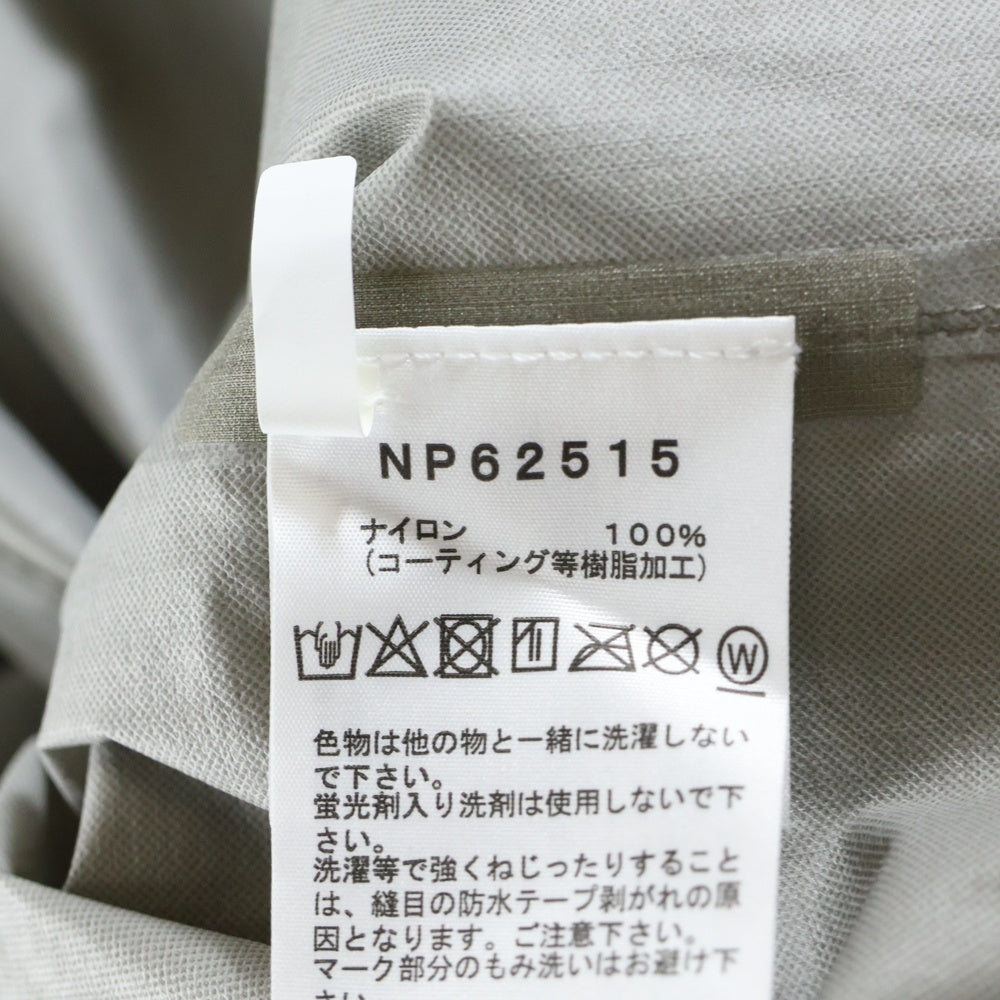 NP62515
ナイロン 100%
(コーティング等樹脂加工)
W
色物は他の物と一緒に洗濯しない
で下さい。
蛍光剤入り洗剤は使用しないで下
さい。
洗濯等で強くねじったりすること
は、縫目の防水テープ剥がれの原
因となります。ご注意下さい。
マーク部分のもみ洗いはお避け下
さい